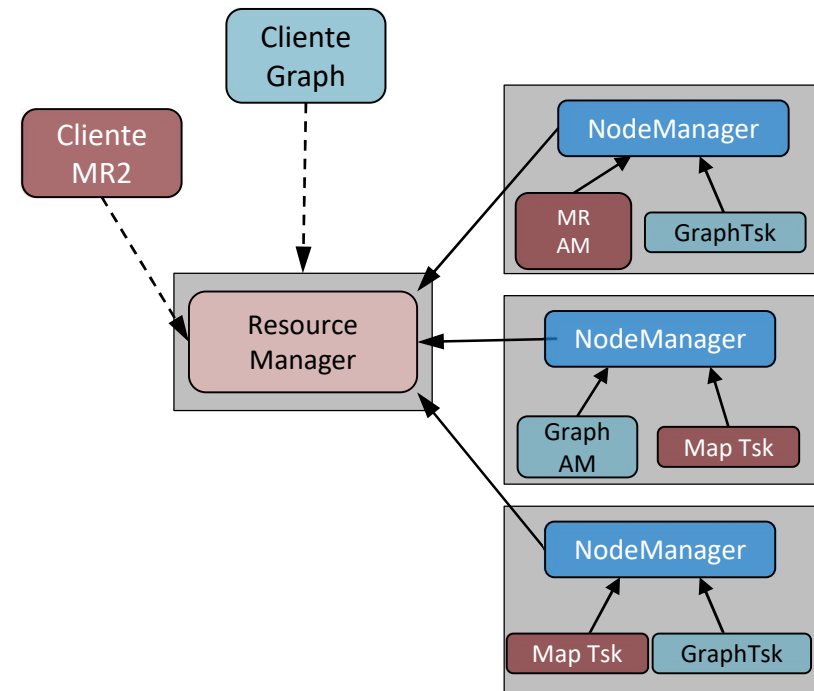 Cliente
Graph
Cliente
MR2
Resource
Manager
NodeManager
MR
AM
GraphTsk
NodeManager
Graph
AM
Map Tsk
NodeManager
Map Tsk
GraphTsk